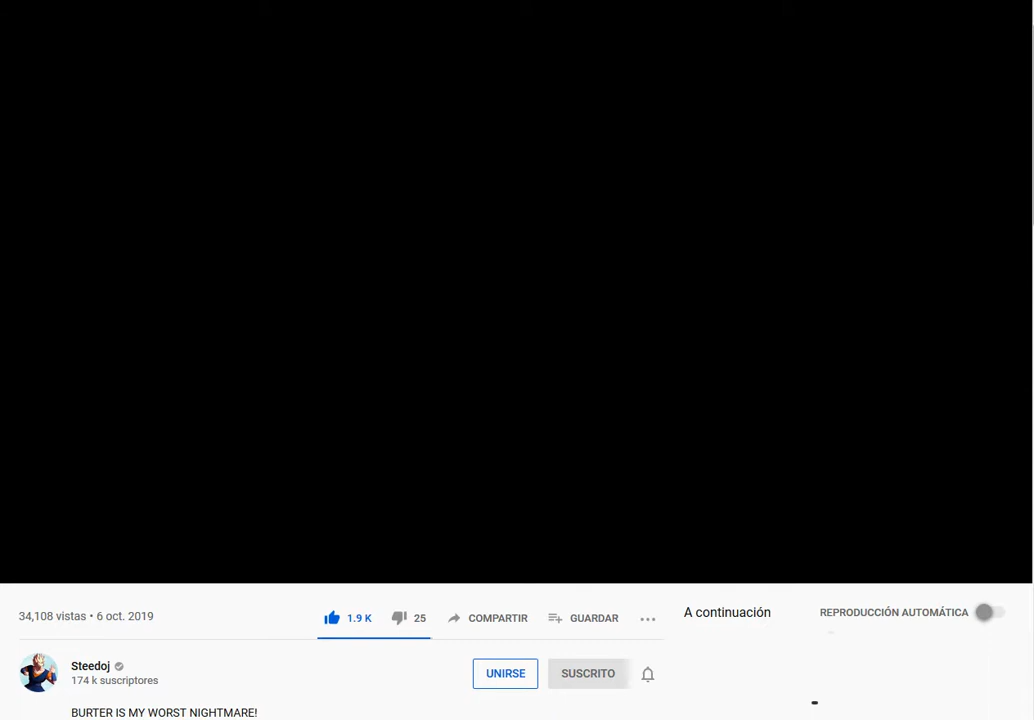 34,108 vistas • 6 oct. 2019
1.9 K
25
COMPARTIR
GUARDAR
A continuación
REPRODUCCIÓN AUTOMÁTICA
Steedoj
174 k suscriptores
UNIRSE
SUSCRITO
BURTER IS MY WORST NIGHTMARE!